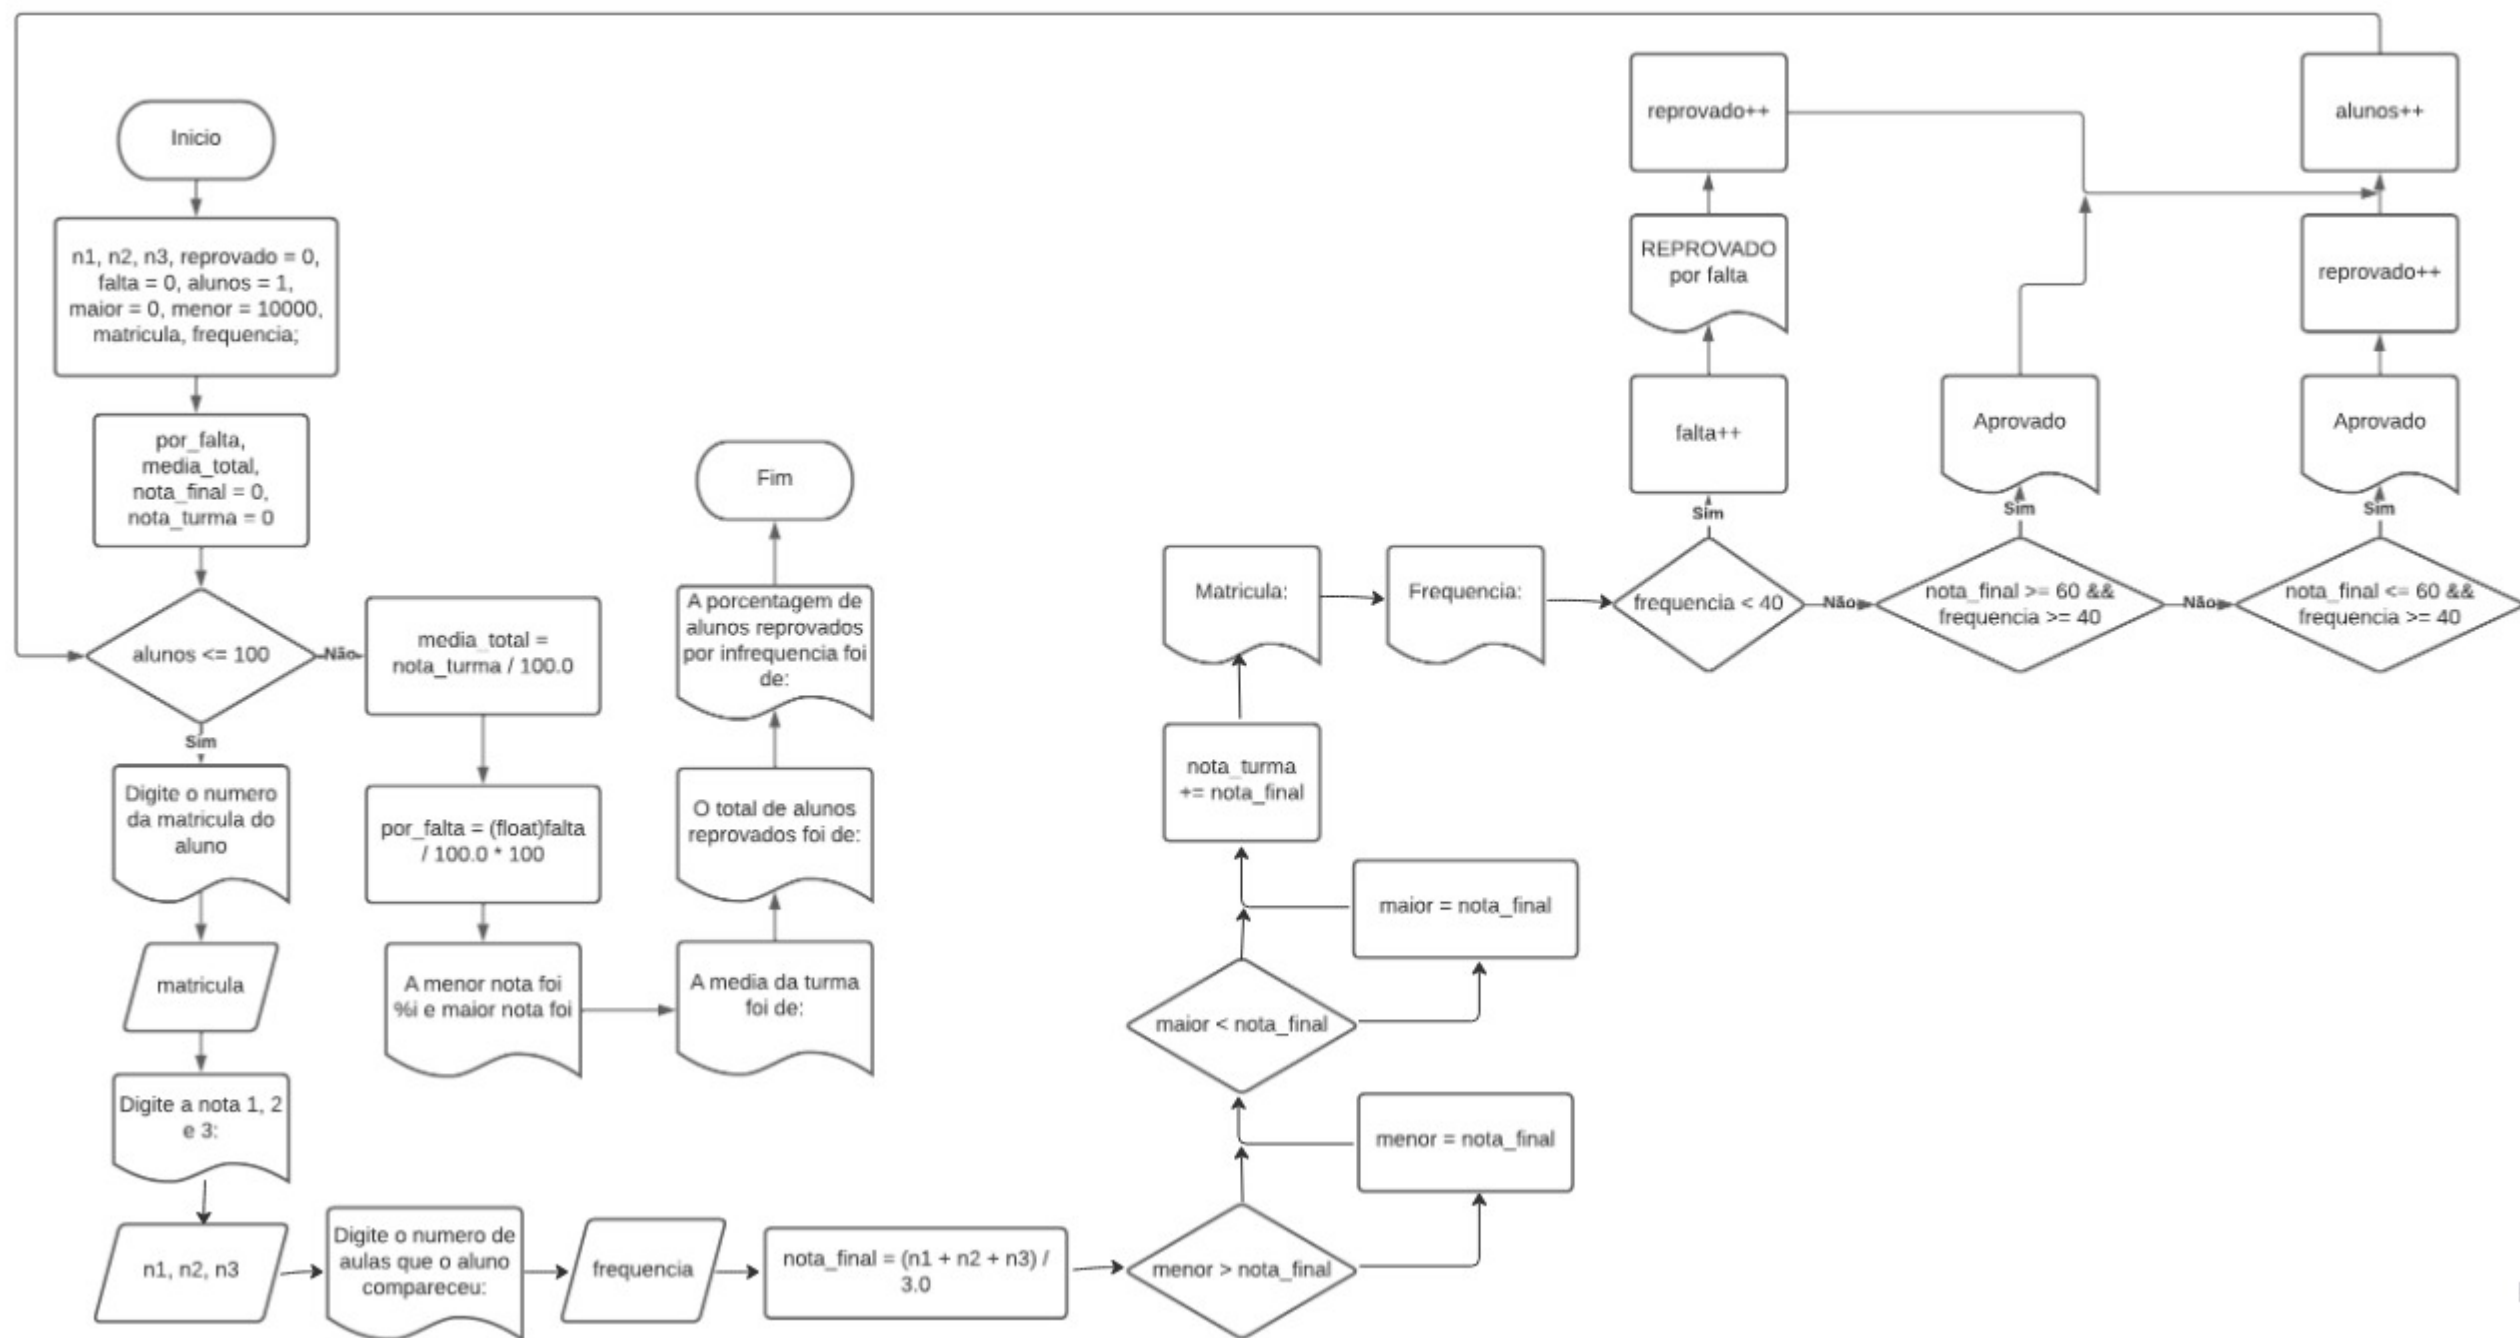 Inicio
n1, n2, n3, reprovado = 0,
falta = 0, alunos = 1,
maior = 0, menor = 10000,
matricula, frequencia;
por_falta,
media_total,
nota_final = 0,
nota_turma = 0
alunos <= 100
Não
Sim
media_total =
nota_turma / 100.0
por_falta = (float)falta
/ 100.0 * 100
A menor nota foi
%i e maior nota foi
A media da turma
foi de:
O total de alunos
reprovados foi de:
A porcentagem de
alunos reprovados
por infrequencia foi
de:
Fim
Digite o numero
da matricula do
aluno
matricula
Digite a nota 1, 2
e 3:
n1, n2, n3
Digite o numero de
aulas que o aluno
compareceu:
frequencia
nota_final = (n1 + n2 + n3) /
3.0
menor > nota_final
menor = nota_final
maior < nota_final
maior = nota_final
nota_turma
+= nota_final
Matricula:
Frequencia:
frequencia < 40
Sim
falta++
REPROVADO
por falta
reprovado++
Não
nota_final >= 60 &&
frequencia >= 40
Sim
Aprovado
Não
nota_final <= 60 &&
frequencia >= 40
Sim
Aprovado
reprovado++
alunos++